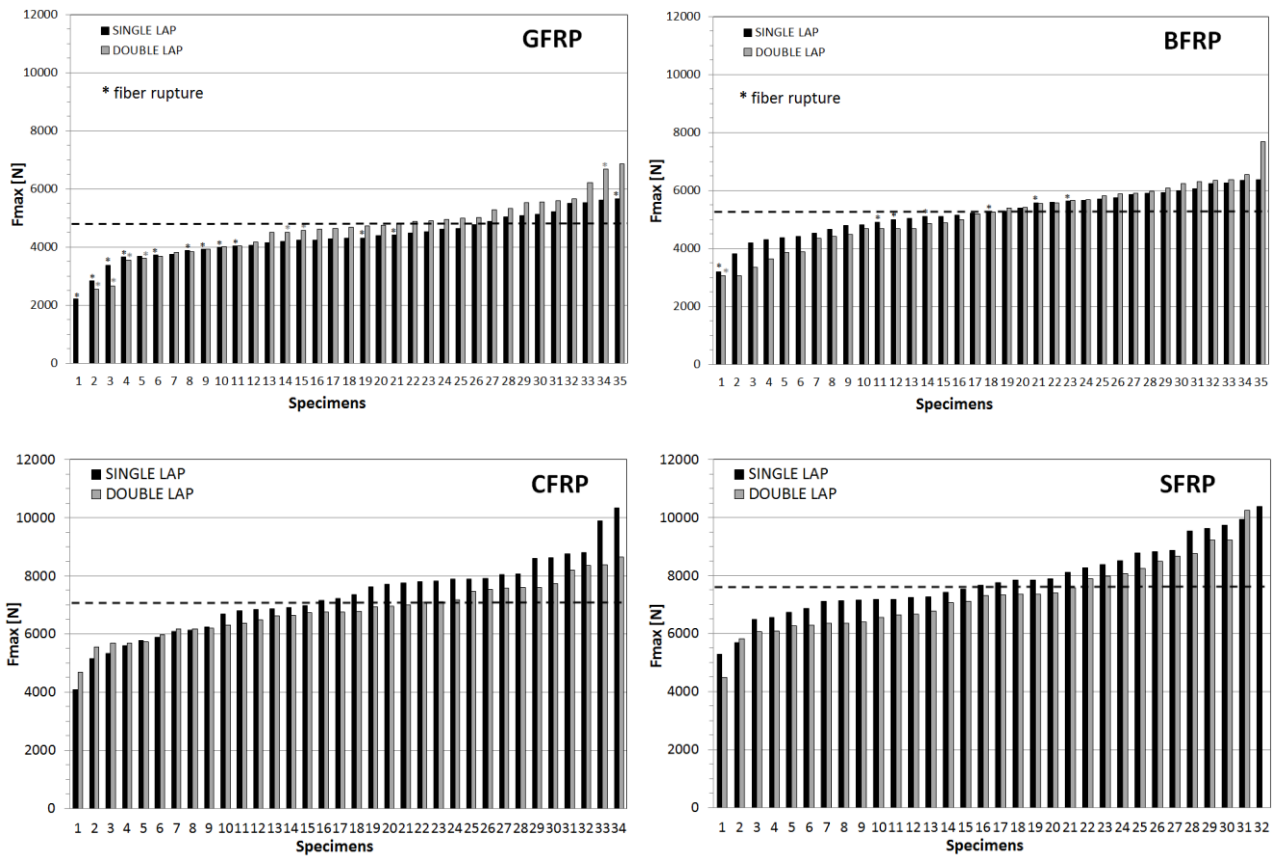 12000
10000
8000
6000
4000
2000
0
Fmax [N]
SINGLE LAP
DOUBLE LAP
* fiber rupture
GFRP
* * * * * * * * * * * * * * * * * * * *
1 2 3 4 5 6 7 8 9 10 11 12 13 14 15 16 17 18 19 20 21 22 23 24 25 26 27 28 29 30 31 32 33 34 35
Specimens
12000
10000
8000
6000
4000
2000
0
Fmax [N]
SINGLE LAP
DOUBLE LAP
* fiber rupture
BFRP
* * * * * * * *
1 2 3 4 5 6 7 8 9 10 11 12 13 14 15 16 17 18 19 20 21 22 23 24 25 26 27 28 29 30 31 32 33 34 35
Specimens
12000
10000
8000
6000
4000
2000
0
Fmax [N]
SINGLE LAP
DOUBLE LAP
CFRP
1 2 3 4 5 6 7 8 9 10 11 12 13 14 15 16 17 18 19 20 21 22 23 24 25 26 27 28 29 30 31 32 33 34
Specimens
12000
10000
8000
6000
4000
2000
0
Fmax [N]
SINGLE LAP
DOUBLE LAP
SFRP
1 2 3 4 5 6 7 8 9 10 11 12 13 14 15 16 17 18 19 20 21 22 23 24 25 26 27 28 29 30 31 32
Specimens